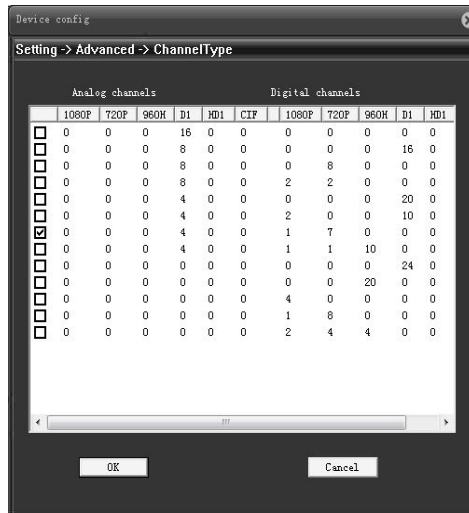 Device config
Setting -> Advanced -> ChannelType
Analog channels Digital channels
1080P 720P 960H D1 HD1 CIF 1080P 720P 960H D1 HD1
0 0 0 16 0 0 0 0 0 0 0
0 0 0 8 0 0 0 0 0 16 0
0 0 0 8 0 0 0 8 0 0 0
0 0 0 8 0 0 2 2 0 0 0
0 0 0 4 0 0 0 0 0 20 0
0 0 0 4 0 0 2 0 0 10 0
0 0 0 4 0 0 1 7 0 0 0
0 0 0 4 0 0 1 1 10 0 0
0 0 0 0 0 0 0 0 0 24 0
0 0 0 0 0 0 0 0 20 0 0
0 0 0 0 0 0 4 0 0 0 0
0 0 0 0 0 0 1 8 0 0 0
0 0 0 0 0 0 2 4 4 0 0
OK Cancel